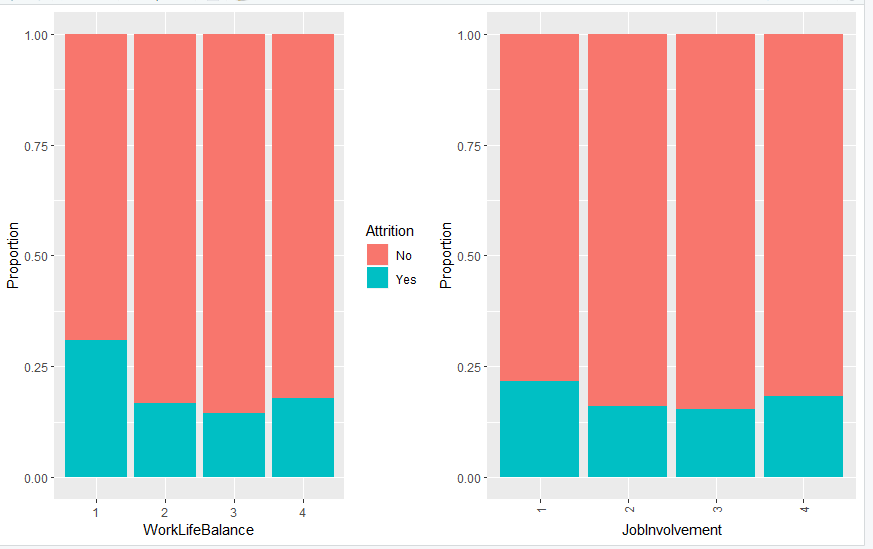 Proportion
1.00
0.75
0.50
0.25
0.00
1 2 3 4
WorkLifeBalance
Attrition
No
Yes
Proportion
1.00
0.75
0.50
0.25
0.00
1 2 3 4
JobInvolvement